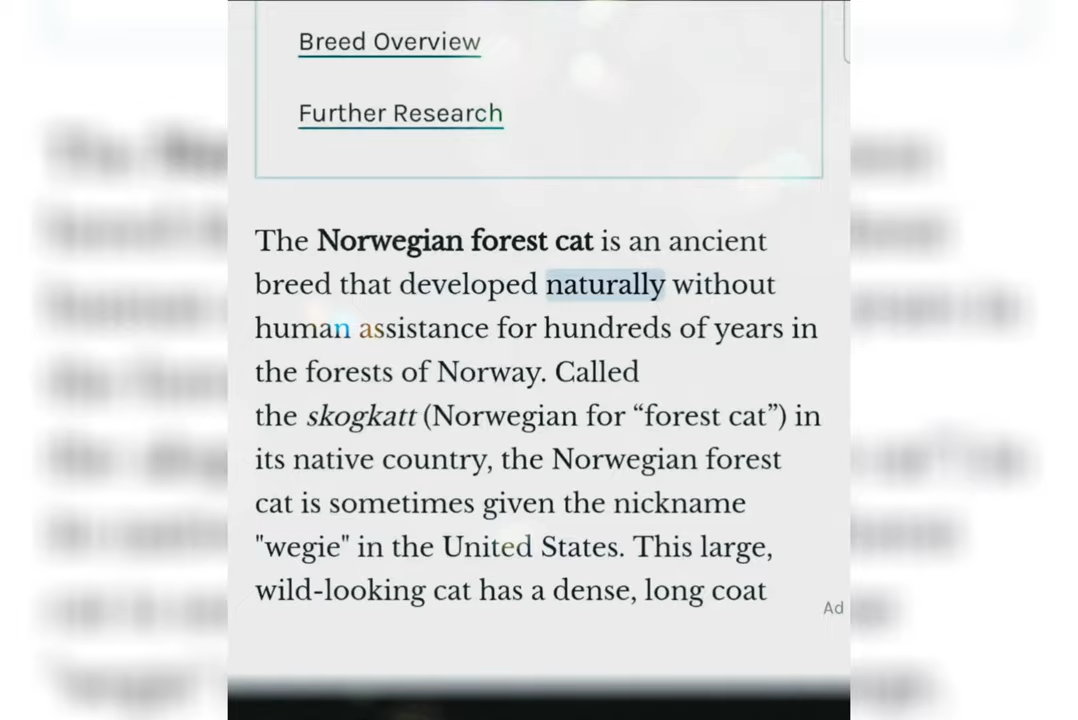 Breed Overview
Further Research
The Norwegian forest cat is an ancient
breed that developed naturally without
human assistance for hundreds of years in
the forests of Norway. Called
the skogkatt (Norwegian for “forest cat”) in
its native country, the Norwegian forest
cat is sometimes given the nickname
"wegie" in the United States. This large,
wild-looking cat has a dense, long coat
Ad